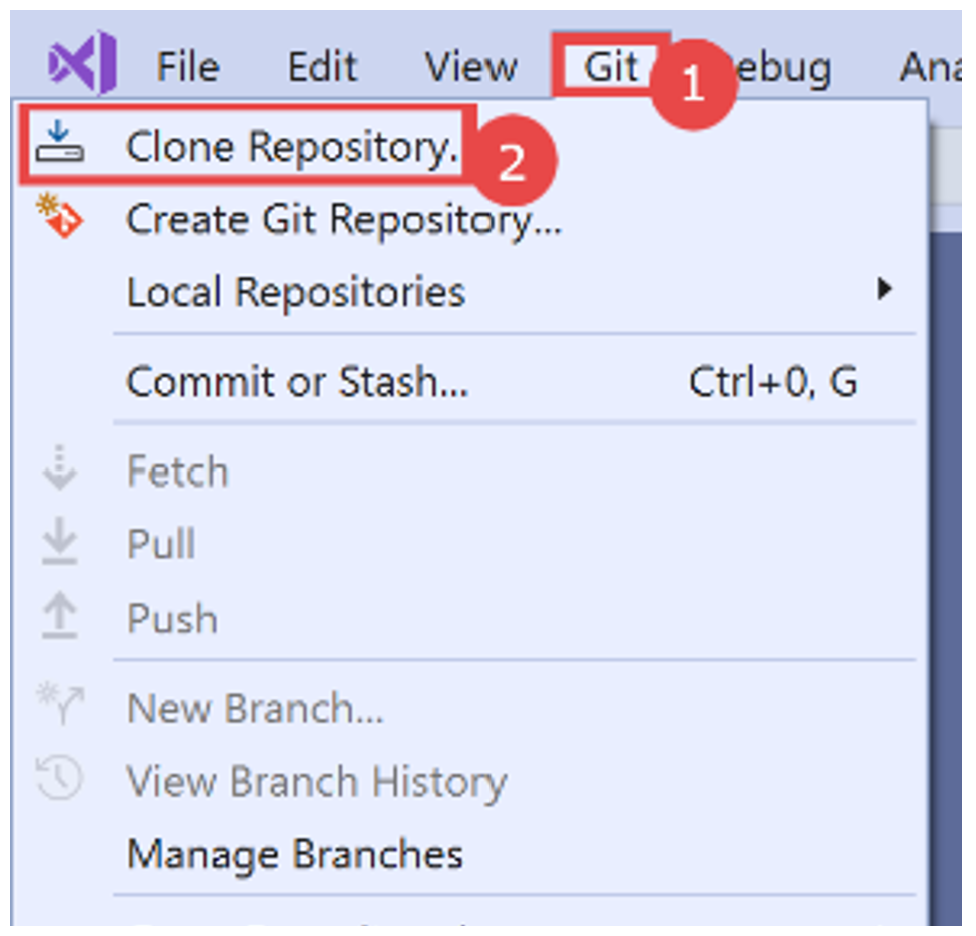 File Edit View Git 1 ebug Ana
Clone Repository. 2
Create Git Repository...
Local Repositories
Commit or Stash... Ctrl+0, G
Fetch
Pull
Push
New Branch...
View Branch History
Manage Branches